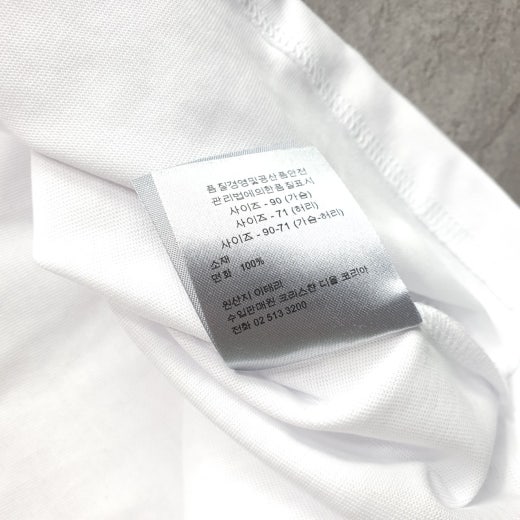 품질경영및공산품안전
관리법에의한품질표시
사이즈 - 90 (가슴)
사이즈 - 71 (허리)
사이즈 - 90-71 (가슴-허리)
소재
면화 100%
원산지 이태리
수입판매원 크리스챤 디올 코리아
전화 02 513 3200